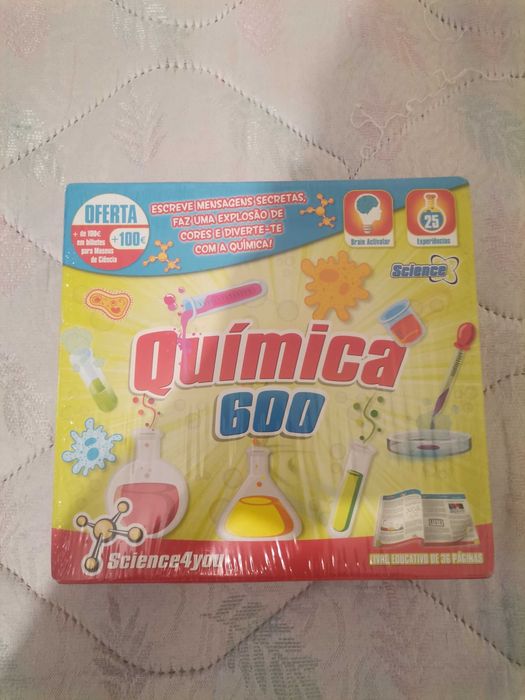 OFERTA
+ de 100€
em bilhetes
para Museus
de Ciência
+100€
ESCREVE MENSAGENS SECRETAS,
FAZ UMA EXPLOSÃO DE
CORES E DIVERTE-TE
COM A QUÍMICA!
Brain Activator
25
Experiências
Science
QUÍMICA
600
Science4you
LIVRO EDUCATIVO DE 36 PÁGINAS